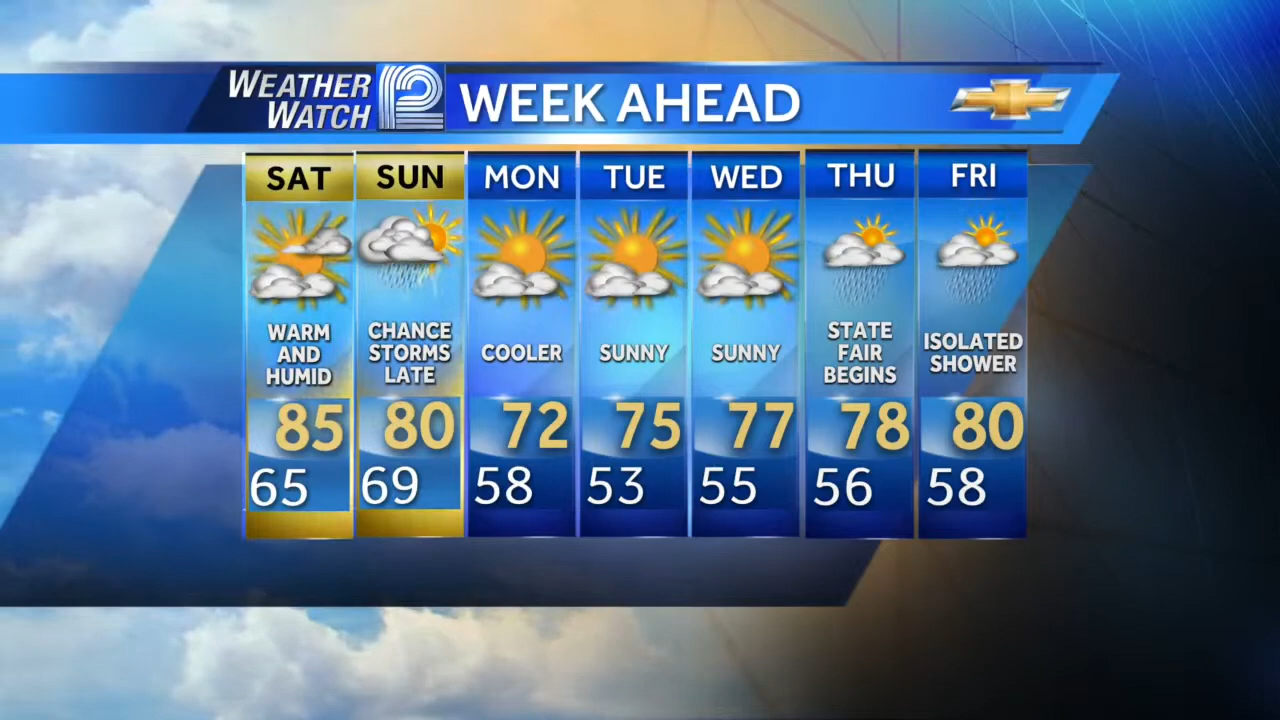 WEATHER
WATCH 12 WEEK AHEAD
SAT SUN MON TUE WED THU FRI
WARM
AND
HUMID
CHANCE
STORMS
LATE
COOLER
SUNNY
SUNNY
STATE
FAIR
BEGINS
ISOLATED
SHOWER
85 80 72 75 77 78 80
65 69 58 53 55 56 58